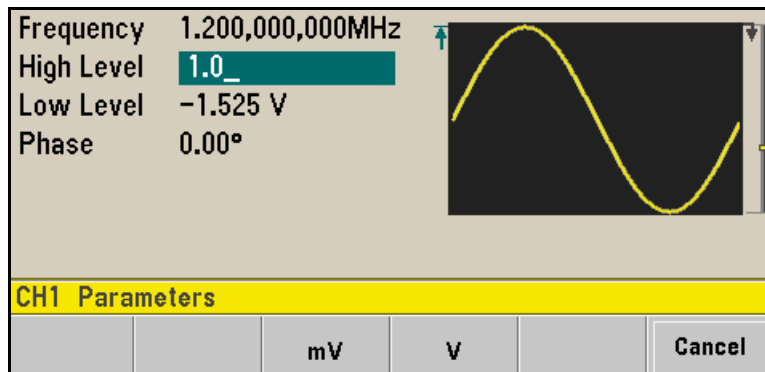 Frequency 1.200,000,000MHz
High Level 1.0_
Low Level -1.525 V
Phase 0.00°
CH1 Parameters
mV V Cancel